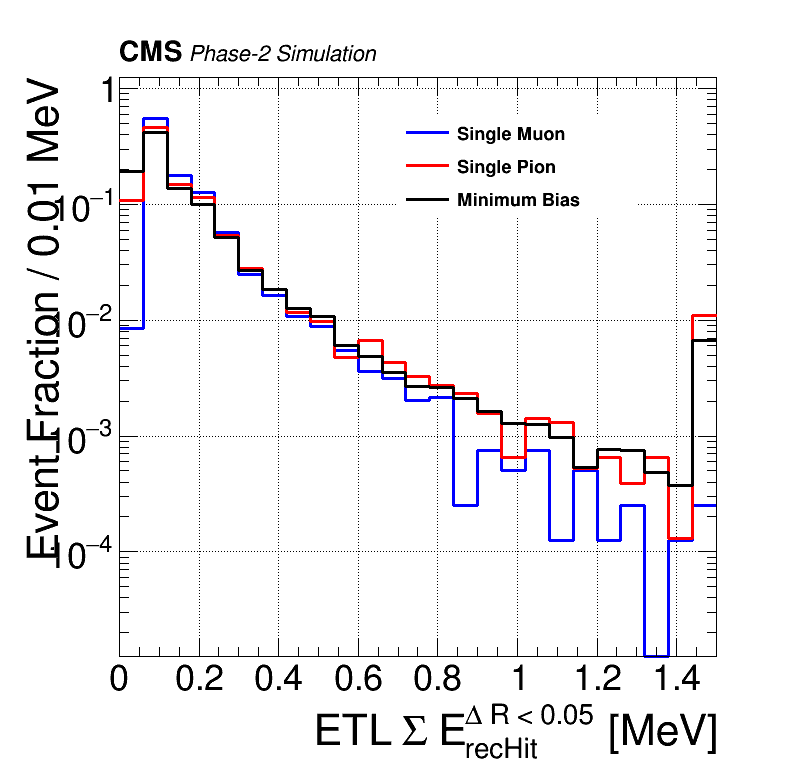 CMS Phase-2 Simulation
Event Fraction / 0.01 MeV
1
10⁻¹
10⁻²
10⁻³
10⁻⁴
Single Muon
Single Pion
Minimum Bias
0 0.2 0.4 0.6 0.8 1 1.2 1.4
ETL Σ E_recHit^Δ R < 0.05 [MeV]